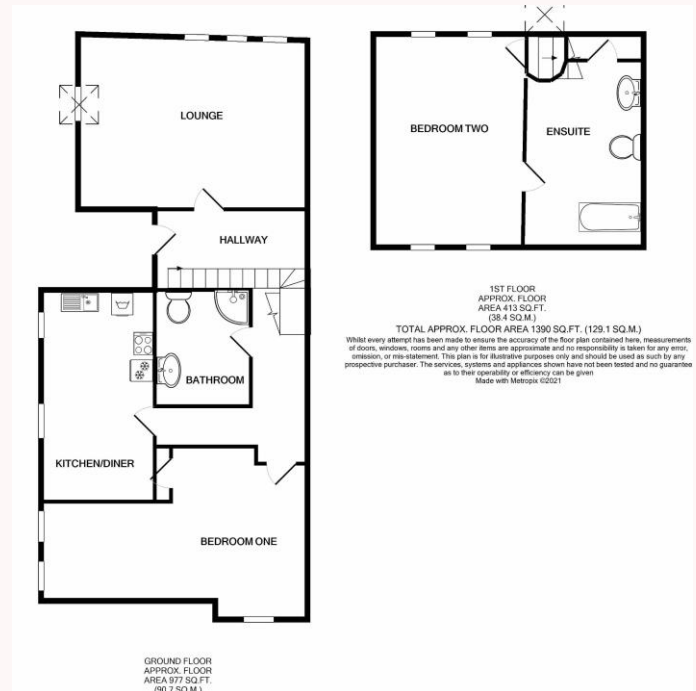 LOUNGE
HALLWAY
BATHROOM
KITCHEN/DINER
BEDROOM ONE
GROUND FLOOR
APPROX. FLOOR
AREA 977 SQ.FT.
(90.7 SQ.M.)
BEDROOM TWO
ENSUITE
1ST FLOOR
APPROX. FLOOR
AREA 413 SQ.FT.
(38.4 SQ.M.)
TOTAL APPROX. FLOOR AREA 1390 SQ.FT. (129.1 SQ.M.)
Whilst every attempt has been made to ensure the accuracy of the floor plan contained here, measurements
of doors, windows, rooms and any other items are approximate and no responsibility is taken for any error,
omission, or mis-statement. This plan is for illustrative purposes only and should be used as such by any
prospective purchaser. The services, systems and appliances shown have not been tested and no guarantee
as to their operability or efficiency can be given
Made with Metropix ©2021